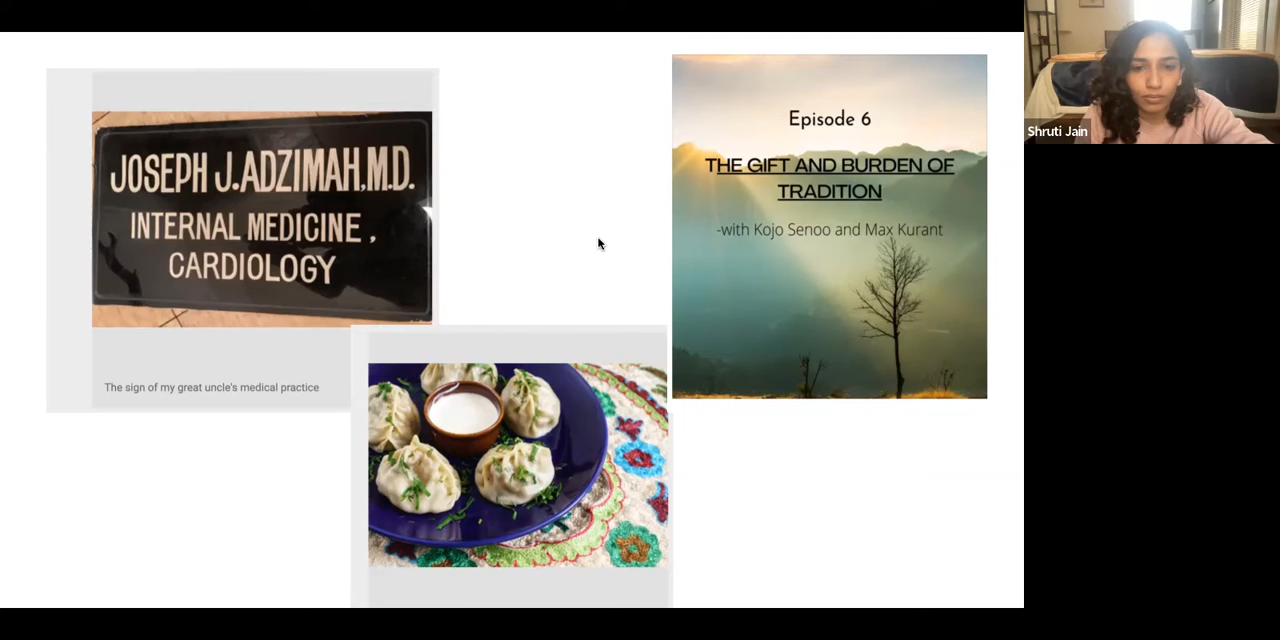 JOSEPH J. ADZIMAH, M.D.
INTERNAL MEDICINE ,
CARDIOLOGY
The sign of my great uncle's medical practice
Episode 6
THE GIFT AND BURDEN OF
TRADITION
-with Kojo Senoo and Max Kurant
Shruti Jain